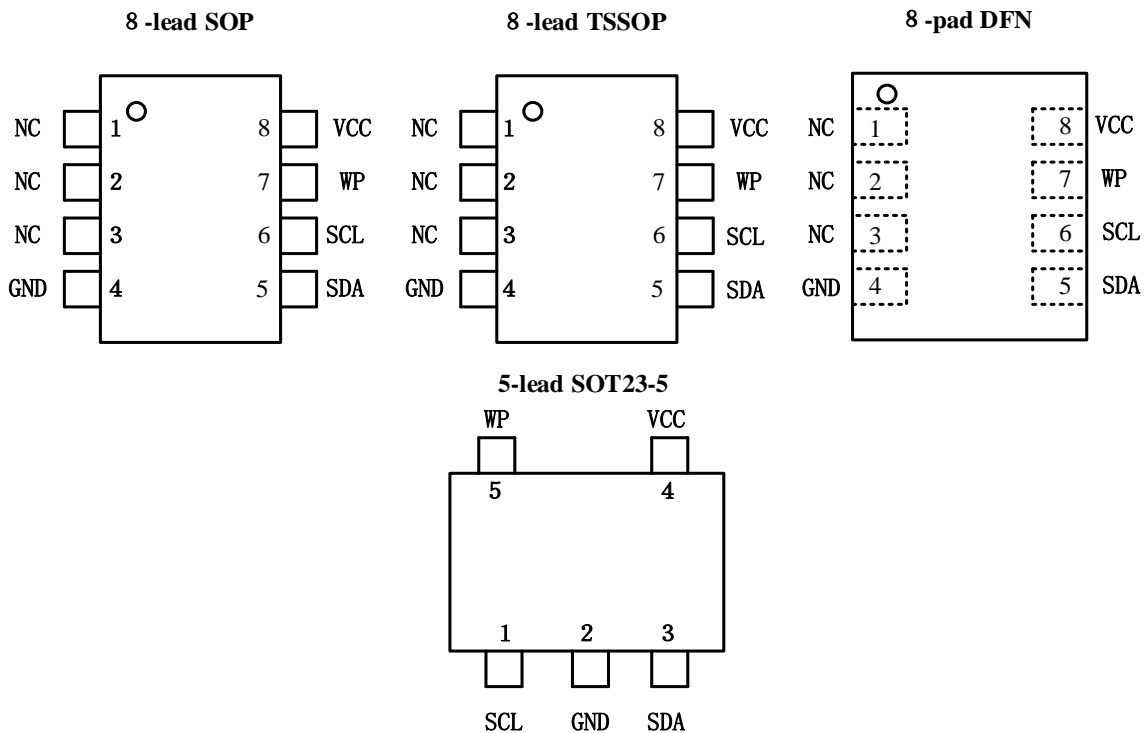 8 -lead SOP
NC 1 8 VCC
NC 2 7 WP
NC 3 6 SCL
GND 4 5 SDA
8 -lead TSSOP
NC 1 8 VCC
NC 2 7 WP
NC 3 6 SCL
GND 4 5 SDA
8 -pad DFN
NC 1 8 VCC
NC 2 7 WP
NC 3 6 SCL
GND 4 5 SDA
5-lead SOT23-5
WP VCC
5 4
1 2 3
SCL GND SDA